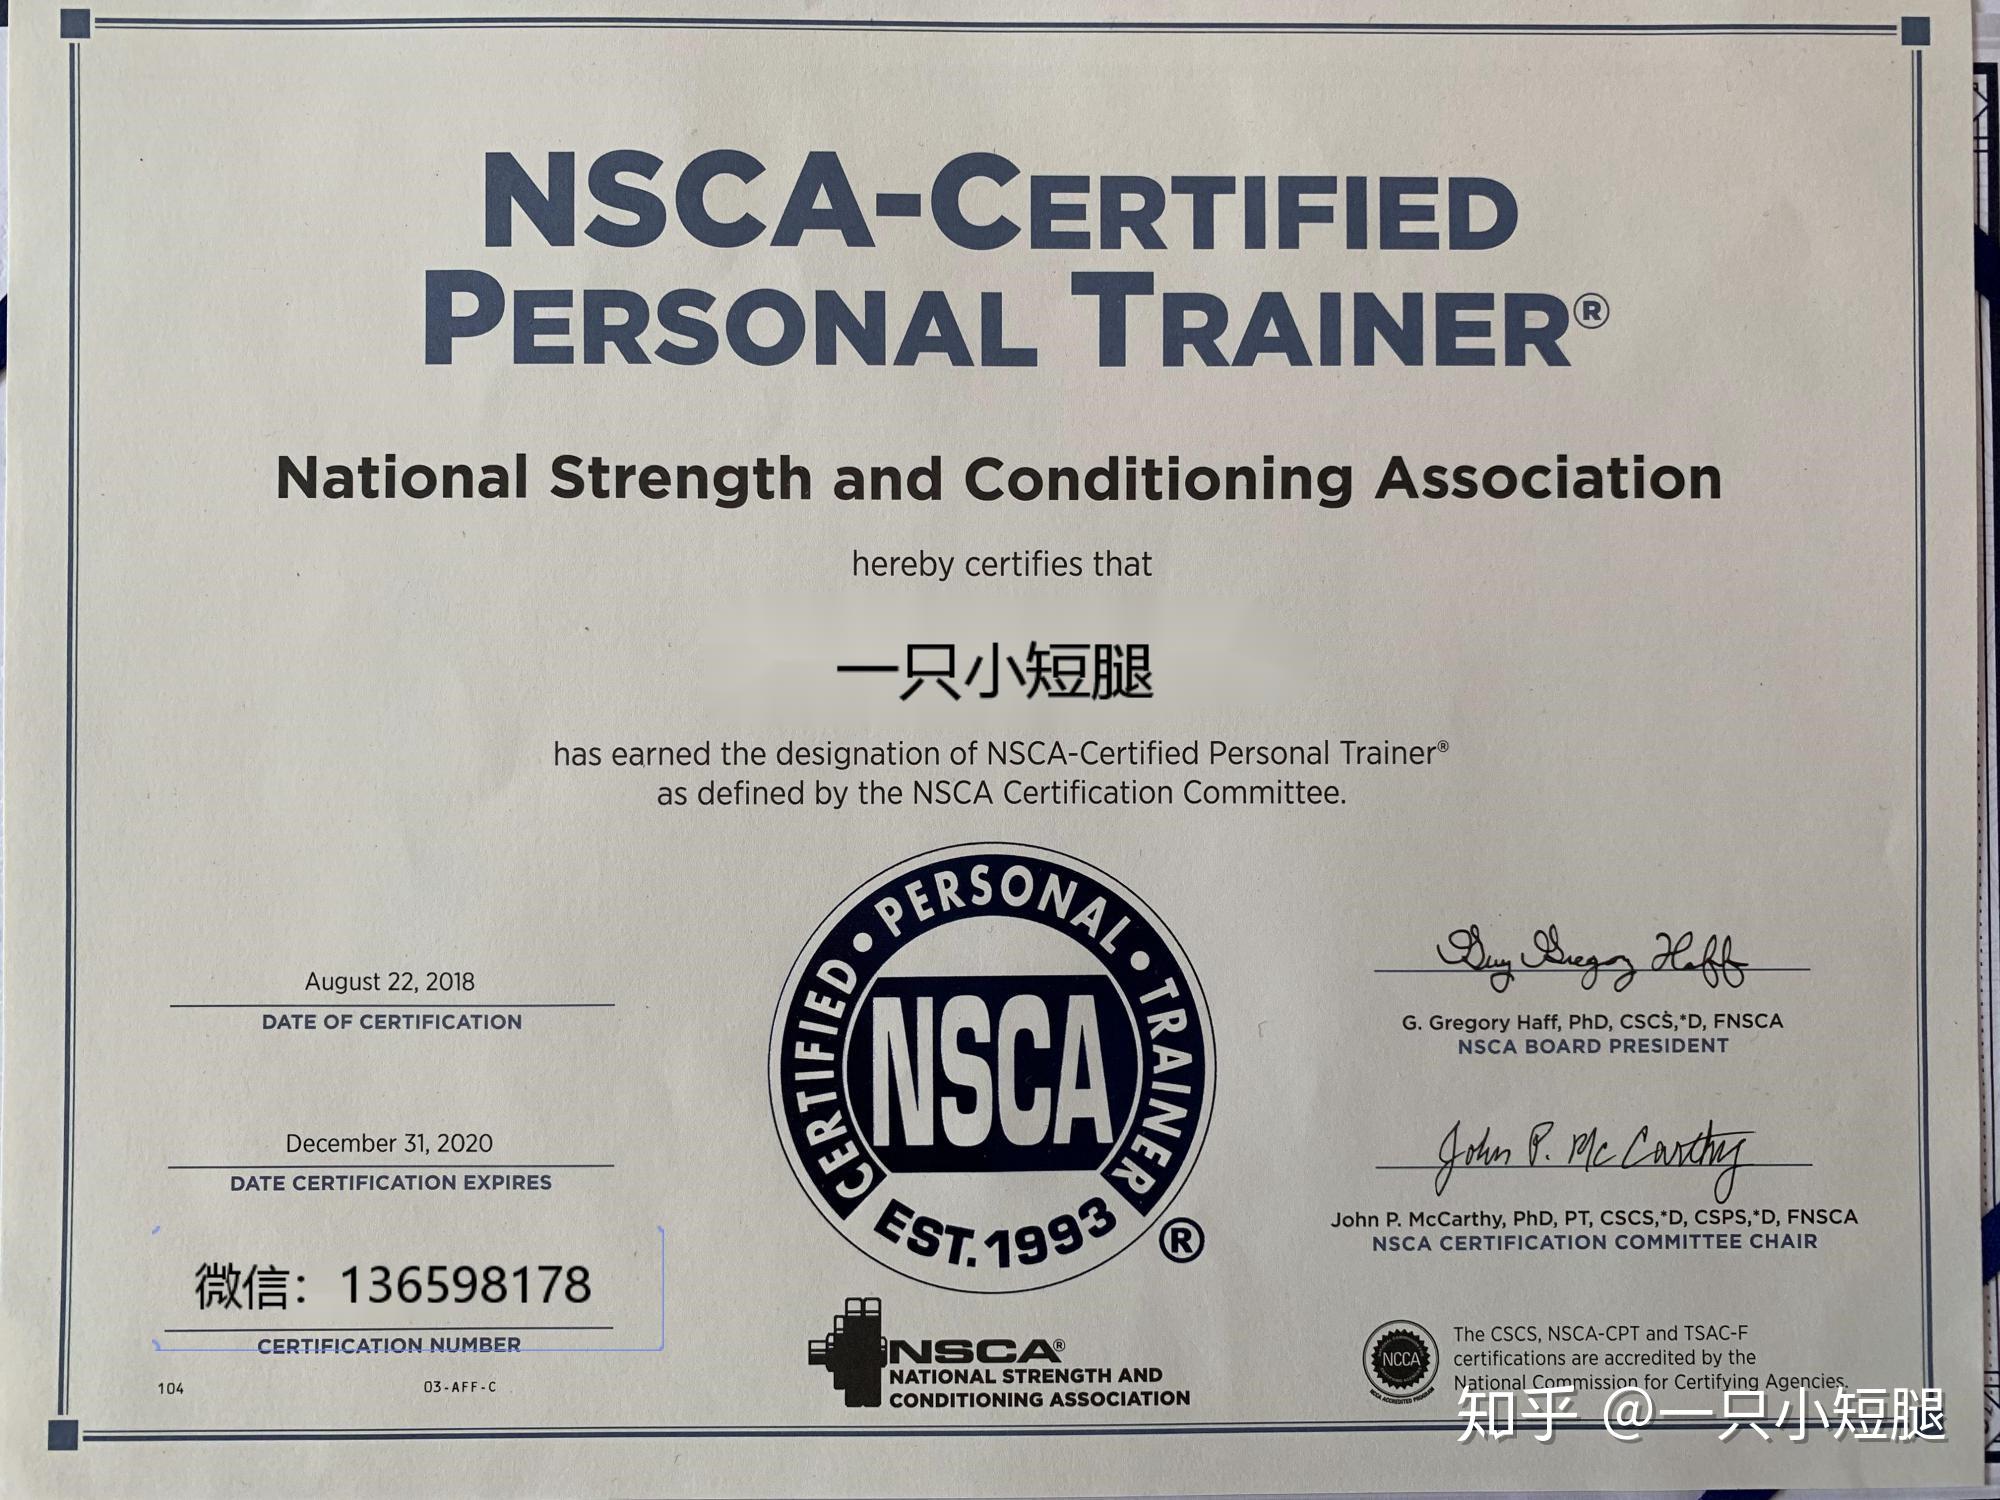 NSCA-CERTIFIED
PERSONAL TRAINER®
National Strength and Conditioning Association
hereby certifies that
一只小短腿
has earned the designation of NSCA-Certified Personal Trainer®
as defined by the NSCA Certification Committee.
August 22, 2018
DATE OF CERTIFICATION
December 31, 2020
DATE CERTIFICATION EXPIRES
微信：136598178
CERTIFICATION NUMBER
104
03-AFF-C
CERTIFIED • PERSONAL • TRAINER
NSCA
EST. 1993
®
NSCA®
NATIONAL STRENGTH AND
CONDITIONING ASSOCIATION
G. Gregory Haff
G. Gregory Haff, PhD, CSCS,*D, FNSCA
NSCA BOARD PRESIDENT
John P. McCarthy
John P. McCarthy, PhD, PT, CSCS,*D, CSPS,*D, FNSCA
NSCA CERTIFICATION COMMITTEE CHAIR
NCCA
The CSCS, NSCA-CPT and TSAC-F
certifications are accredited by the
National Commission for Certifying Agencies.
知乎 @一只小短腿